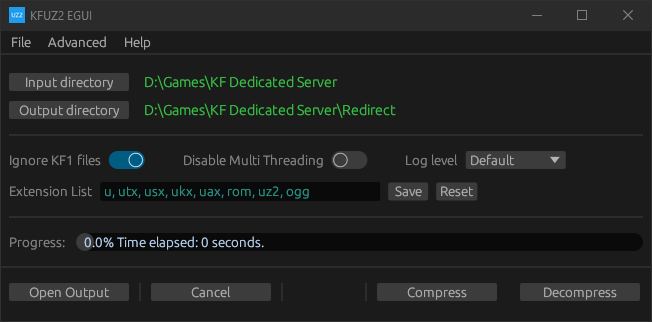 UZ2 KFUZ2 EGUI
File Advanced Help
Input directory D:\Games\KF Dedicated Server
Output directory D:\Games\KF Dedicated Server\Redirect
Ignore KF1 files Disable Multi Threading Log level Default
Extension List u, utx, usx, ukx, uax, rom, uz2, ogg Save Reset
Progress: 0.0% Time elapsed: 0 seconds.
Open Output Cancel Compress Decompress